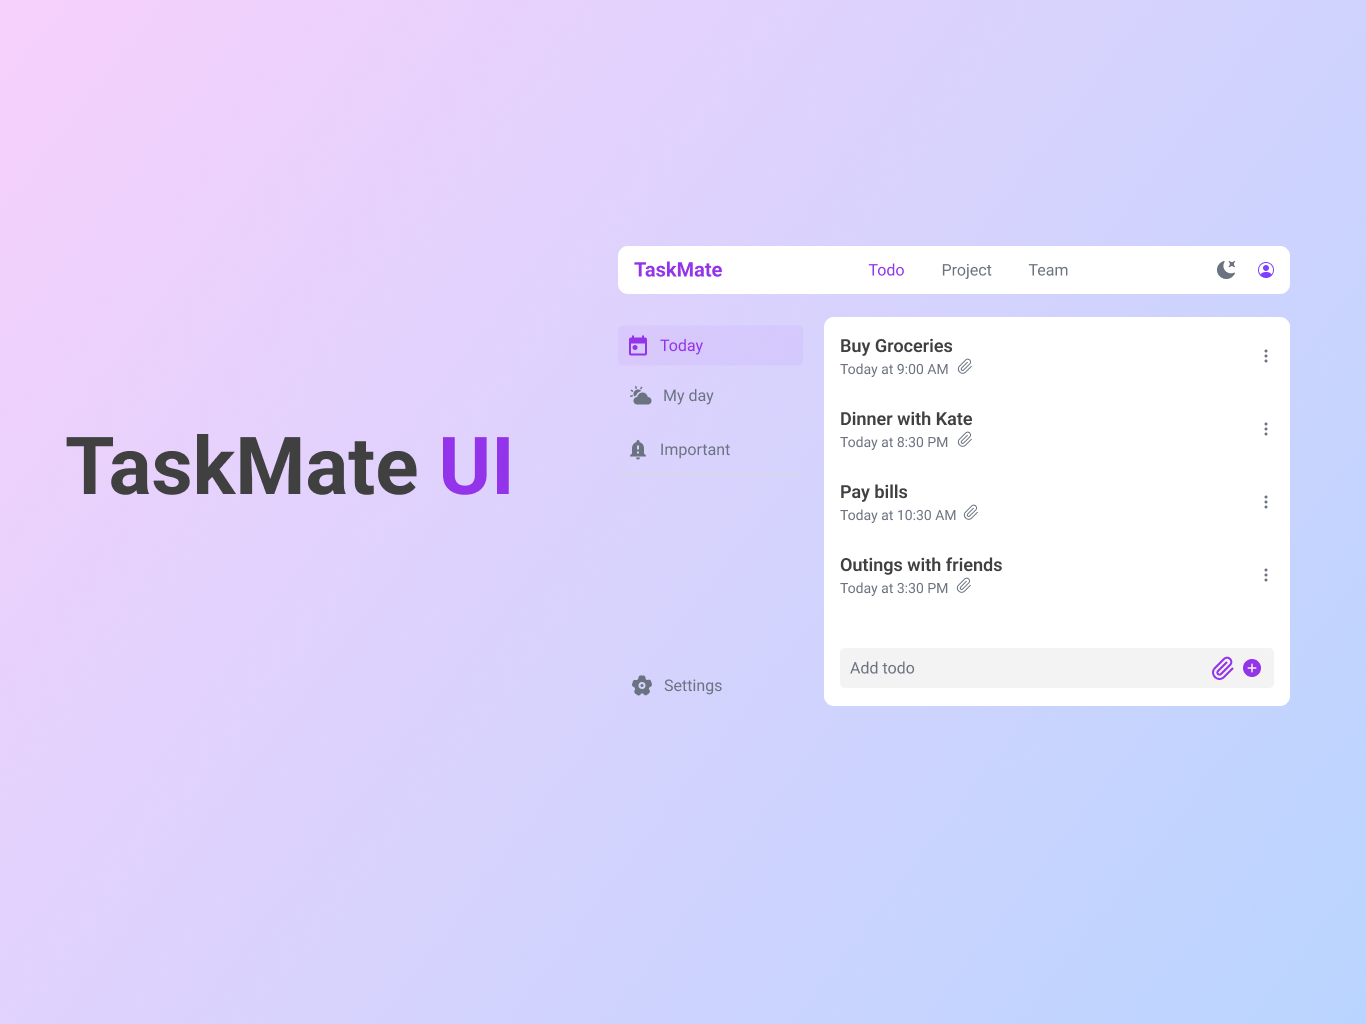 TaskMate UI
TaskMate
Todo Project Team
Today
My day
Important
Settings
Buy Groceries
Today at 9:00 AM
Dinner with Kate
Today at 8:30 PM
Pay bills
Today at 10:30 AM
Outings with friends
Today at 3:30 PM
Add todo